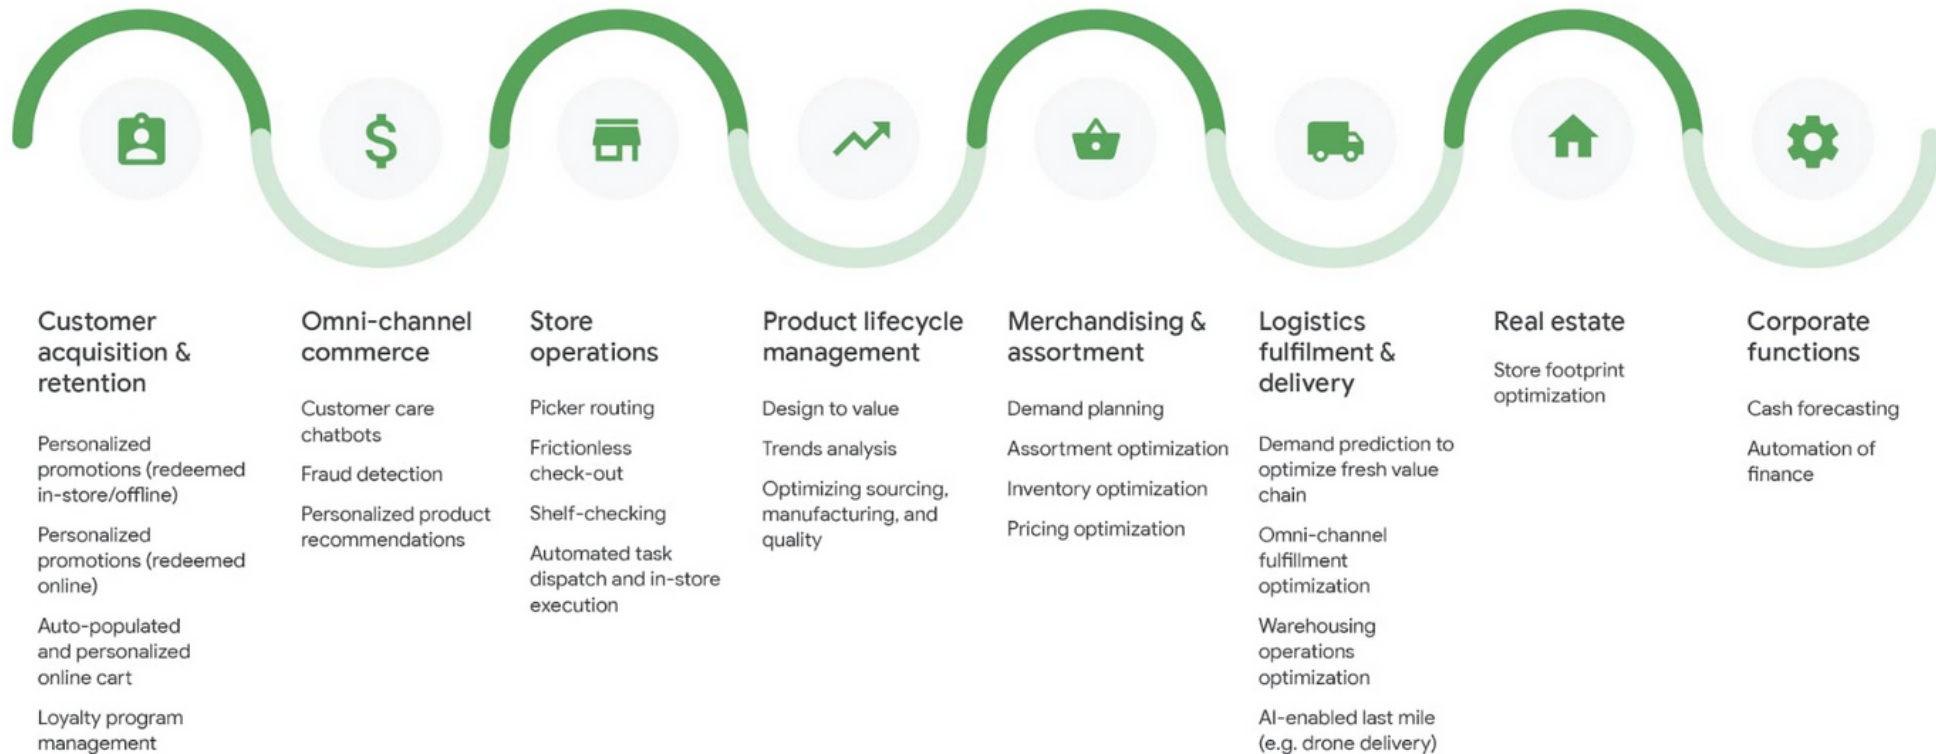 Customer
acquisition &
retention
Personalized
promotions (redeemed
in-store/offline)
Personalized
promotions (redeemed
online)
Auto-populated
and personalized
online cart
Loyalty program
management
Omni-channel
commerce
Customer care
chatbots
Fraud detection
Personalized product
recommendations
Store
operations
Picker routing
Frictionless
check-out
Shelf-checking
Automated task
dispatch and in-store
execution
Product lifecycle
management
Design to value
Trends analysis
Optimizing sourcing,
manufacturing, and
quality
Merchandising &
assortment
Demand planning
Assortment optimization
Inventory optimization
Pricing optimization
Logistics
fulfilment &
delivery
Demand prediction to
optimize fresh value
chain
Omni-channel
fulfillment
optimization
Warehousing
operations
optimization
AI-enabled last mile
(e.g. drone delivery)
Real estate
Store footprint
optimization
Corporate
functions
Cash forecasting
Automation of
finance